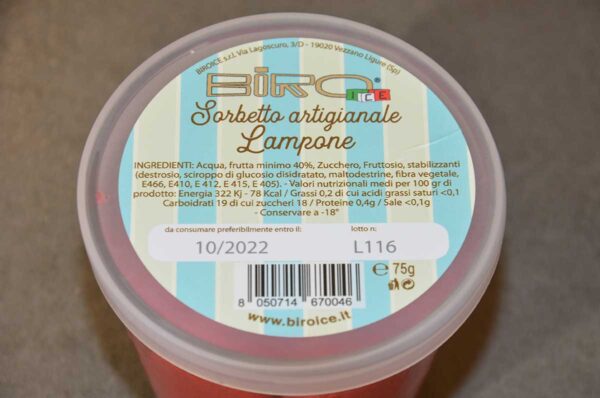 BIROICE s.r.l. Via Lagoscuro, 3/D - 19020 Vezzano Ligure (Sp)
BIRO®
ICE
Sorbetto artigianale
Lampone
INGREDIENTI: Acqua, frutta minimo 40%, Zucchero, Fruttosio, stabilizzanti
(destrosio, sciroppo di glucosio disidratato, maltodestrine, fibra vegetale,
E466, E410, E 412, E 415, E 405). - Valori nutrizionali medi per 100 gr di
prodotto: Energia 322 Kj - 78 Kcal / Grassi 0,2 di cui acidi grassi saturi <0,1
Carboidrati 19 di cui zuccheri 18 / Proteine 0,4g / Sale <0,1g
- Conservare a -18°
da consumare preferibilmente entro il: lotto n:
10/2022 L116
8 050714 670046
e 75g
www.biroice.it